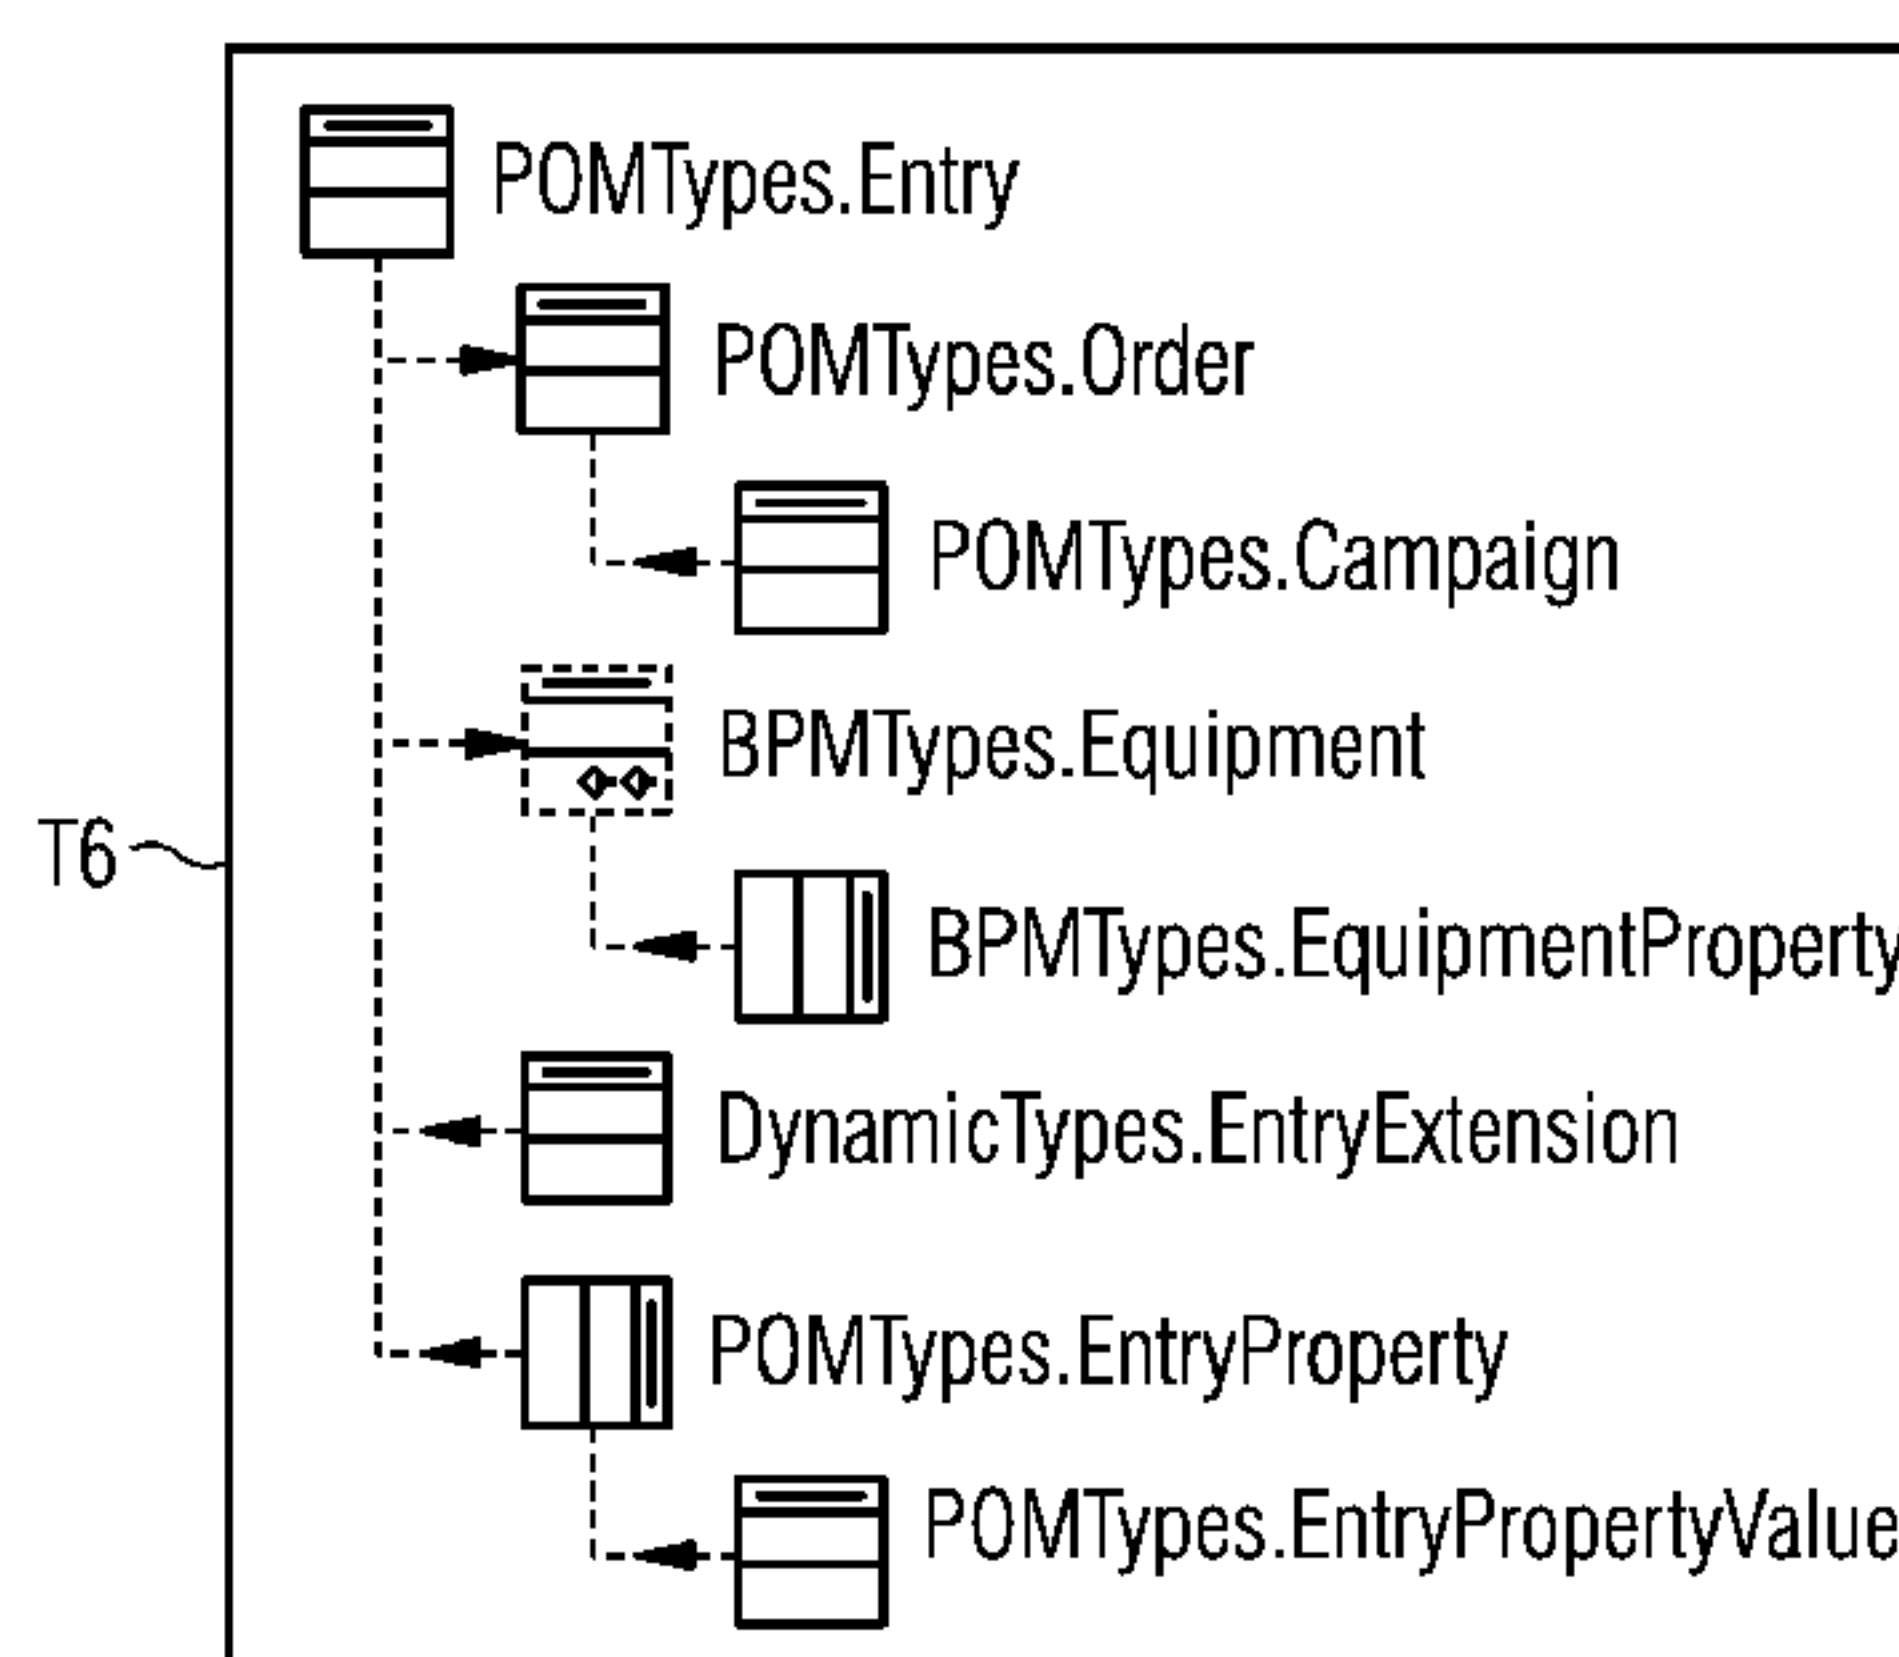 POMTypes.Entry
POMTypes.Order
POMTypes.Campaign
BPMTypes.Equipment
T6
BPMTypes.EquipmentProperty
DynamicTypes.EntryExtension
POMTypes.EntryProperty
POMTypes.EntryPropertyValue